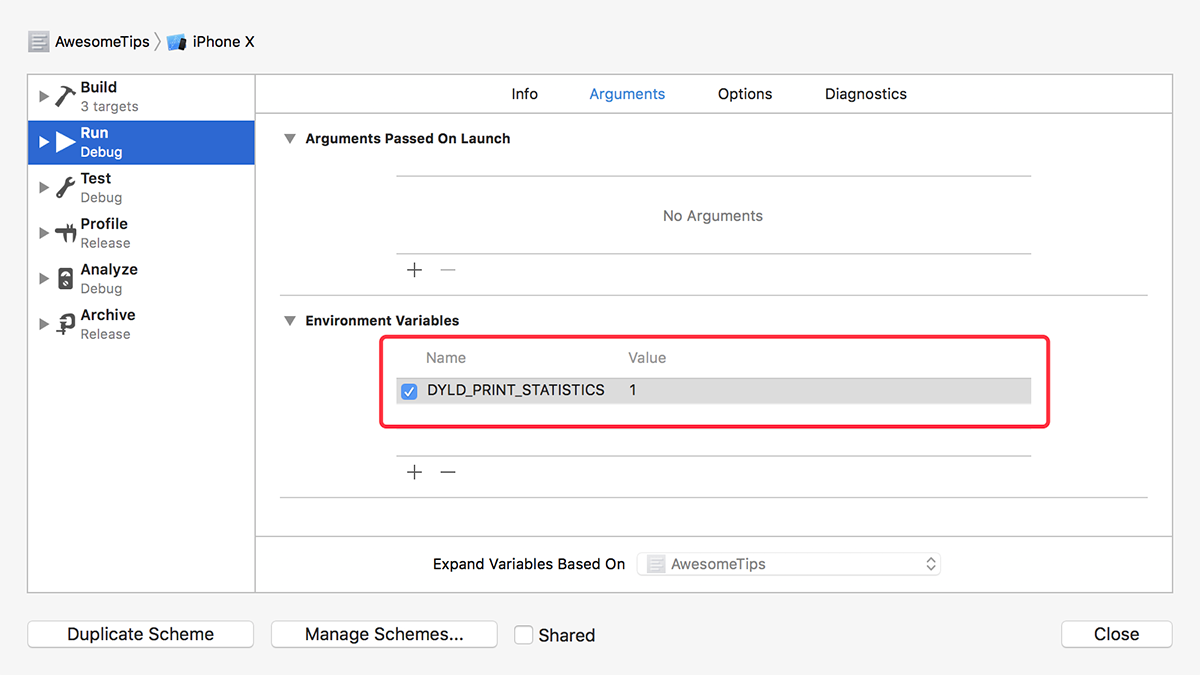 AwesomeTips iPhone X
Build
3 targets
Run
Debug
Test
Debug
Profile
Release
Analyze
Debug
Archive
Release
Info Arguments Options Diagnostics
Arguments Passed On Launch
No Arguments
Environment Variables
Name Value
DYLD_PRINT_STATISTICS 1
Expand Variables Based On AwesomeTips
Duplicate Scheme Manage Schemes... Shared Close